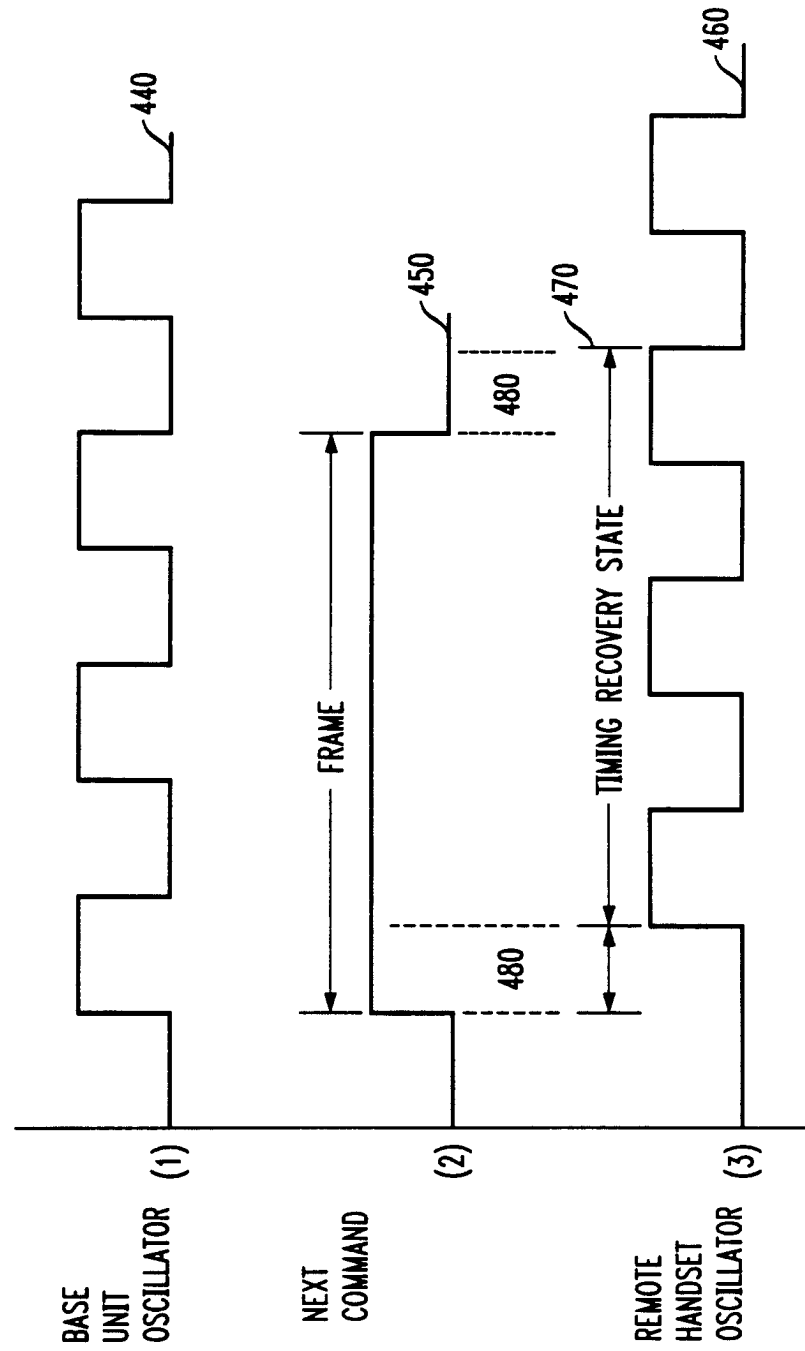 BASE
UNIT
OSCILLATOR
(1)
440
NEXT
COMMAND
(2)
FRAME
450
480
480
470
TIMING RECOVERY STATE
REMOTE
HANDSET
OSCILLATOR
(3)
460